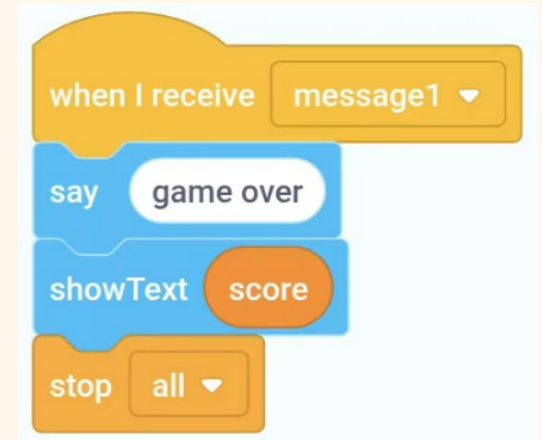 when I receive message1
say game over
showText score
stop all